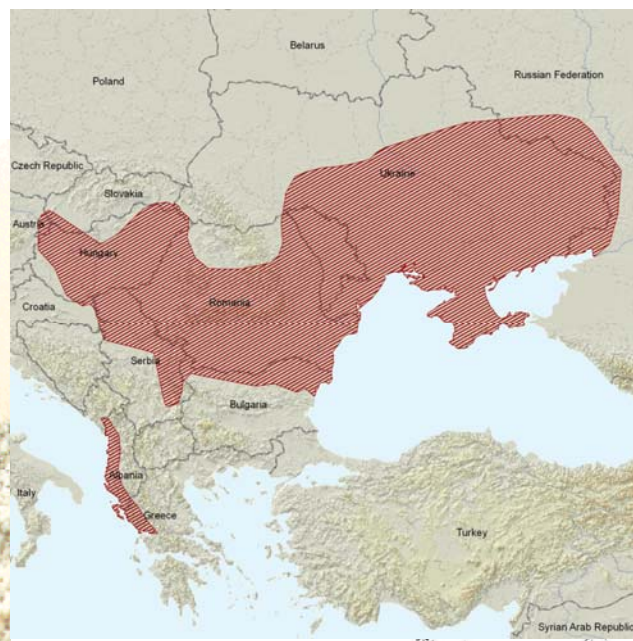 Belarus
Poland
Russian Federation
Czech Republic
Ukraine
Slovakia
Austria
Hungary
Croatia
Romania
Serbia
Bulgaria
Albania
Italy
Greece
Turkey
Syrian Arab Republic